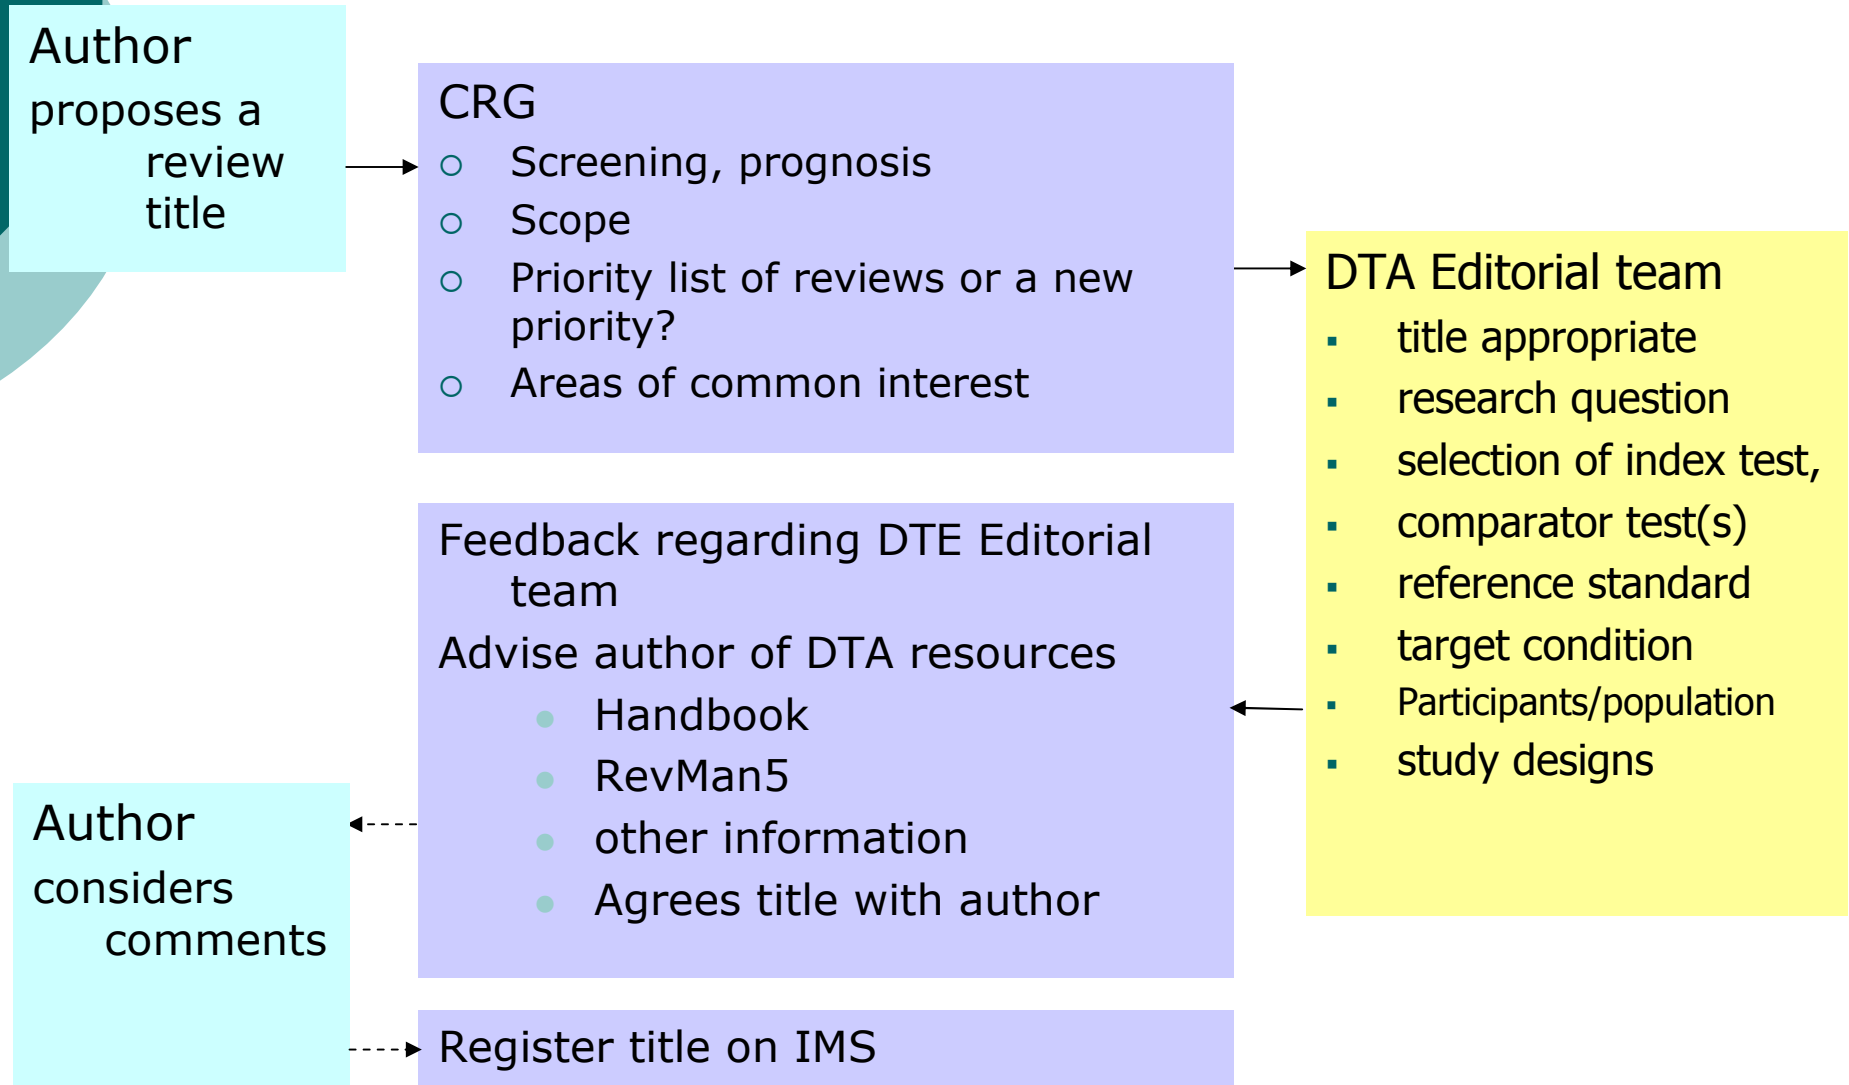 Author
proposes a
review
title
CRG
Screening, prognosis
Scope
Priority list of reviews or a new
priority?
Areas of common interest
DTA Editorial team
title appropriate
research question
selection of index test,
comparator test(s)
reference standard
target condition
Participants/population
study designs
Feedback regarding DTE Editorial
team
Advise author of DTA resources
Handbook
RevMan5
other information
Agrees title with author
Author
considers
comments
Register title on IMS